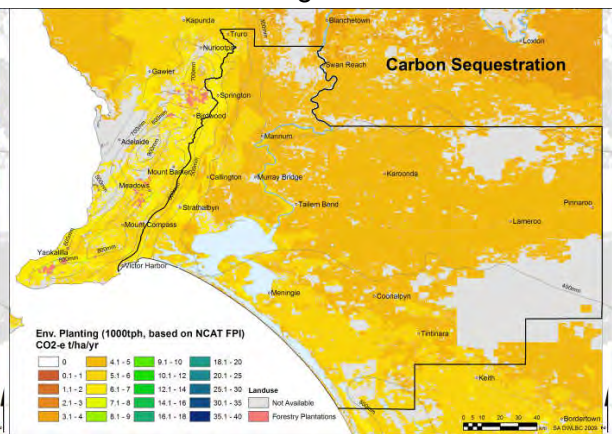 Kapunda
Truro
Blanchetown
Nuriootpa
Loxton
Gawler
Swan Reach
Carbon Sequestration
Springton
Birdwood
Adelaide
Mannum
Mount Barker
Callington
Murray Bridge
Karoonda
Pinnaroo
Meadows
Strathalbyn
Tailem Bend
Lameroo
Mount Compass
Yankalilla
Victor Harbor
Meningie
Coonalpyn
Tintinara
Keith
Bordertown
Env. Planting (1000tph, based on NCAT FPI)
CO2-e t/ha/yr
0 4.1 - 5 9.1 - 10 18.1 - 20
0.1 - 1 5.1 - 6 10.1 - 12 20.1 - 25
1.1 - 2 6.1 - 7 12.1 - 14 25.1 - 30
2.1 - 3 7.1 - 8 14.1 - 16 30.1 - 35
3.1 - 4 8.1 - 9 16.1 - 18 35.1 - 40
Landuse
Not Available
Forestry Plantations
0 5 10 20 30 40
SA DWLBC 2009